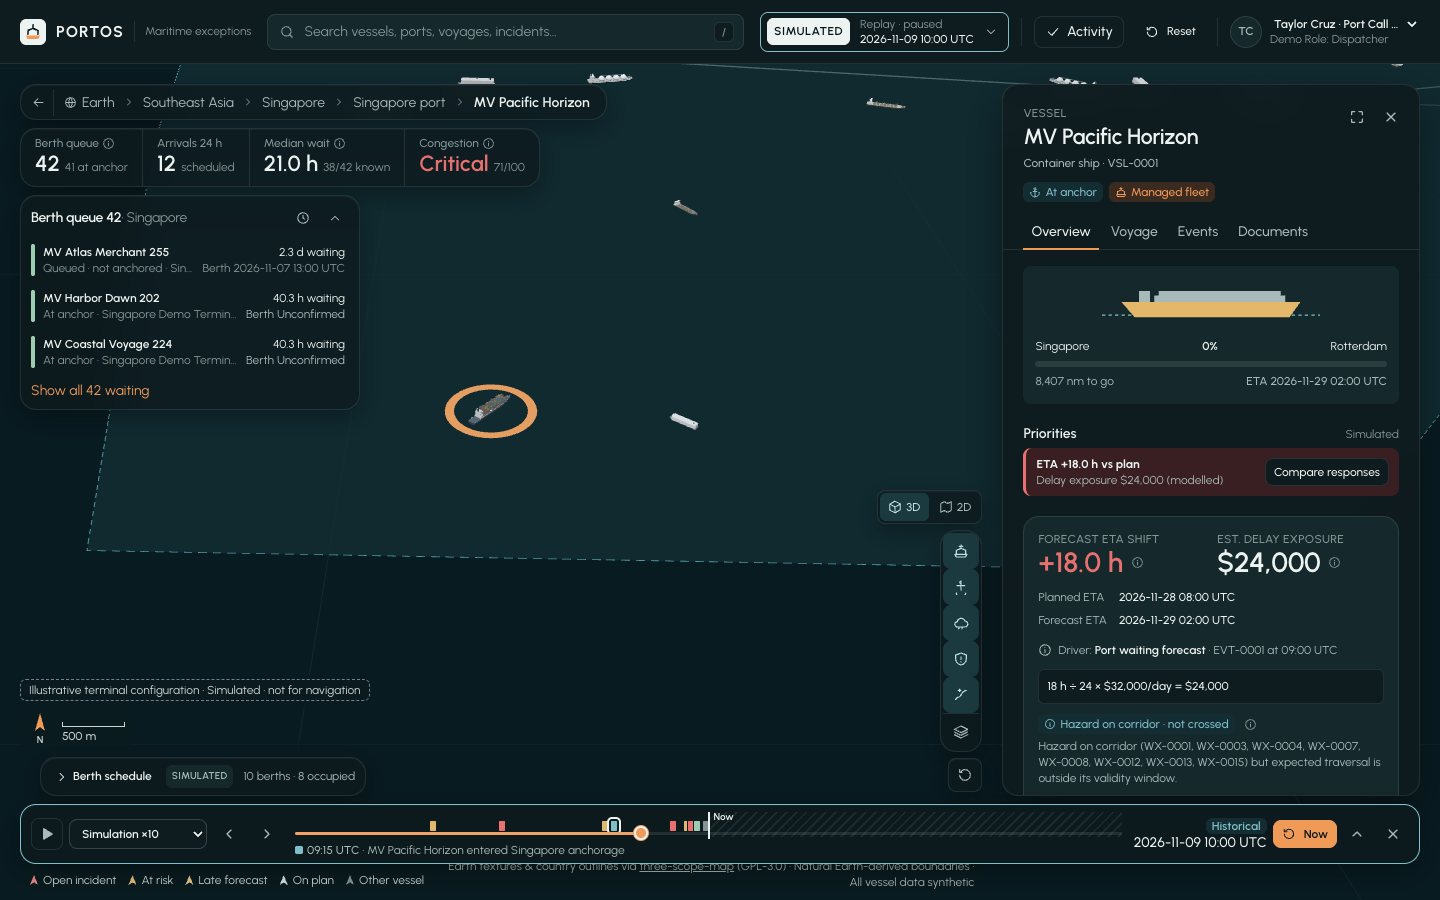 PORTOS
Maritime exceptions
Search vessels, ports, voyages, incidents...
/
SIMULATED
Replay · paused
2026-11-09 10:00 UTC
Activity
Reset
TC
Taylor Cruz · Port Call ...
Demo Role: Dispatcher
Earth
Southeast Asia
Singapore
Singapore port
MV Pacific Horizon
Berth queue
42 41 at anchor
Arrivals 24 h
12 scheduled
Median wait
21.0 h 38/42 known
Congestion
Critical 71/100
Berth queue 42 · Singapore
MV Atlas Merchant 255
2.3 d waiting
Queued · not anchored · Sin...
Berth 2026-11-07 13:00 UTC
MV Harbor Dawn 202
40.3 h waiting
At anchor · Singapore Demo Termin...
Berth Unconfirmed
MV Coastal Voyage 224
40.3 h waiting
At anchor · Singapore Demo Termin...
Berth Unconfirmed
Show all 42 waiting
3D
2D
Illustrative terminal configuration · Simulated · not for navigation
N
500 m
Berth schedule
SIMULATED
10 berths · 8 occupied
VESSEL
MV Pacific Horizon
Container ship · VSL-0001
At anchor
Managed fleet
Overview
Voyage
Events
Documents
Singapore
0%
Rotterdam
8,407 nm to go
ETA 2026-11-29 02:00 UTC
Priorities
Simulated
ETA +18.0 h vs plan
Delay exposure $24,000 (modelled)
Compare responses
FORECAST ETA SHIFT
+18.0 h
EST. DELAY EXPOSURE
$24,000
Planned ETA 2026-11-28 08:00 UTC
Forecast ETA 2026-11-29 02:00 UTC
Driver: Port waiting forecast · EVT-0001 at 09:00 UTC
18 h ÷ 24 × $32,000/day = $24,000
Hazard on corridor · not crossed
Hazard on corridor (WX-0001, WX-0003, WX-0004, WX-0007,
WX-0008, WX-0012, WX-0013, WX-0015) but expected traversal is
outside its validity window.
Simulation ×10
Now
09:15 UTC · MV Pacific Horizon entered Singapore anchorage
Historical
2026-11-09 10:00 UTC
Now
Earth textures & country outlines via three-scope-map (GPL-3.0) · Natural Earth-derived boundaries ·
All vessel data synthetic
Open incident
At risk
Late forecast
On plan
Other vessel